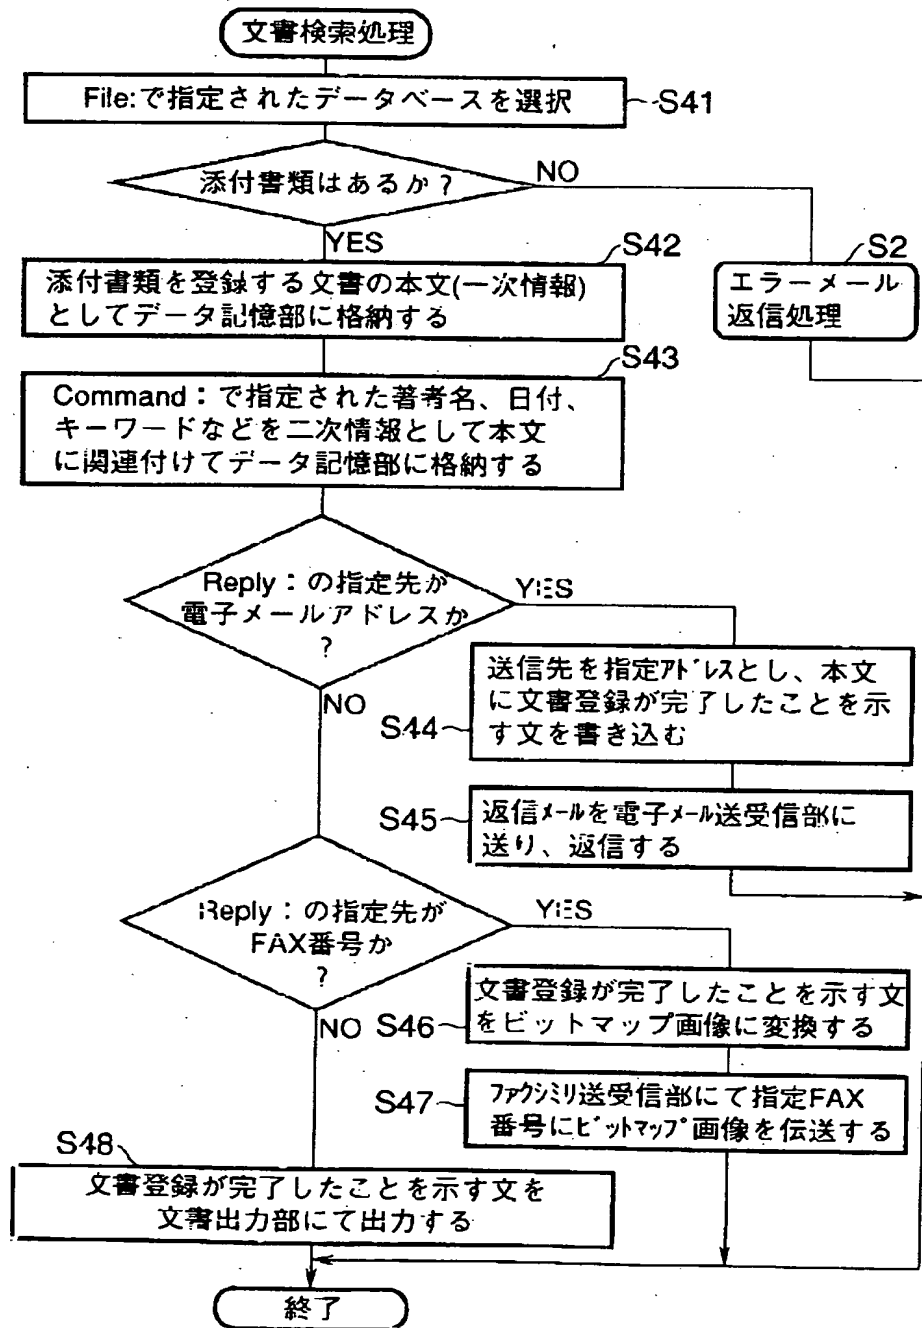 文書検索処理
File:で指定されたデータベースを選択
S41
添付書類はあるか？
NO
YES
S42
添付書類を登録する文書の本文(一次情報)
としてデータ記憶部に格納する
S2
エラーメール
返信処理
S43
Command：で指定された著考名、日付、
キーワードなどを二次情報として本文
に関連付けてデータ記憶部に格納する
Reply：の指定先が
電子メールアドレスか
？
YES
NO
S44
送信先を指定ｱﾄﾞﾚｽとし、本文
に文書登録が完了したことを示
す文を書き込む
S45
返信ﾒｰﾙを電子ﾒｰﾙ送受信部に
送り、返信する
Reply：の指定先が
FAX番号か
？
YES
NO
S46
文書登録が完了したことを示す文
をビットマップ画像に変換する
S47
ﾌｧｸｼﾐﾘ送受信部にて指定FAX
番号にﾋﾞｯﾄﾏｯﾌﾟ画像を伝送する
S48
文書登録が完了したことを示す文を
文書出力部にて出力する
終了